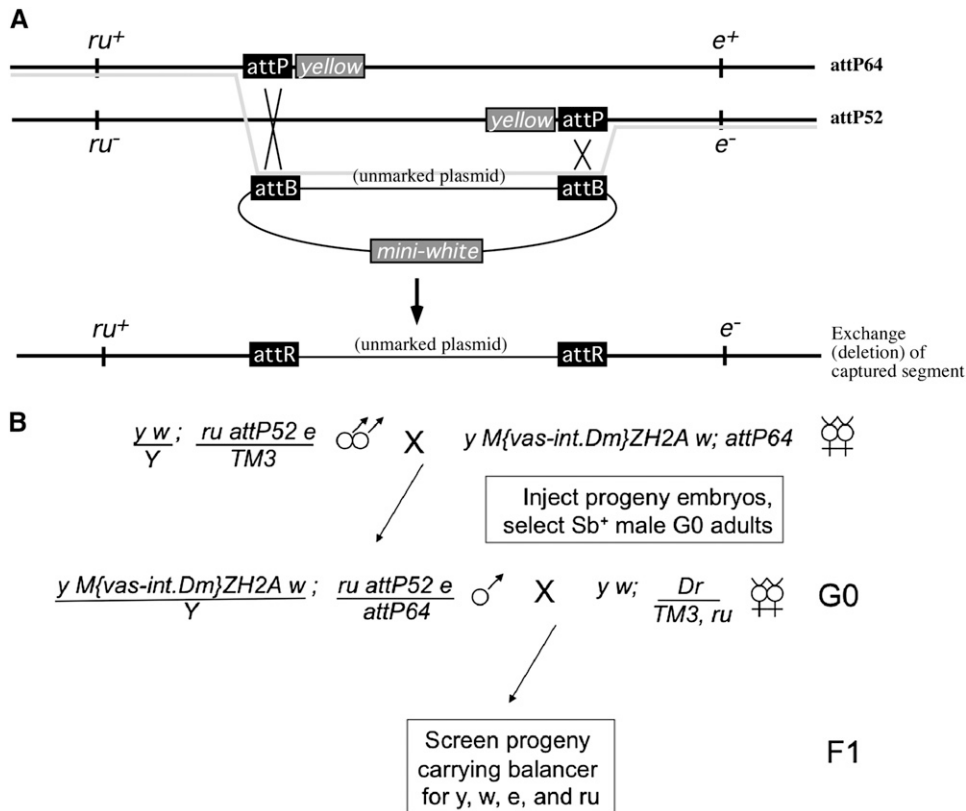 A
ru+ e+
attP yellow attP64
yellow attP attP52
ru- e-
(unmarked plasmid)
attB attB
mini-white
ru+ e-
(unmarked plasmid)
attR attR
Exchange
(deletion) of
captured segment
B
y w ; ru attP52 e X y M{vas-int.Dm}ZH2A w; attP64
Y TM3
Inject progeny embryos,
select Sb+ male G0 adults
y M{vas-int.Dm}ZH2A w ; ru attP52 e X y w; Dr G0
Y attP64 TM3, ru
Screen progeny
carrying balancer
for y, w, e, and ru
F1